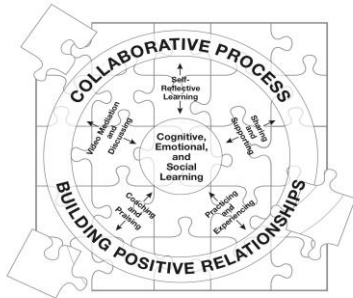 COLLABORATIVE PROCESS
Self-
Reflective
Learning
Video Mediation
and
Discussing
Sharing
and
Supporting
Cognitive,
Emotional,
and
Social
Learning
Coaching
and
Praising
Practicing
and
Experiencing
BUILDING POSITIVE RELATIONSHIPS